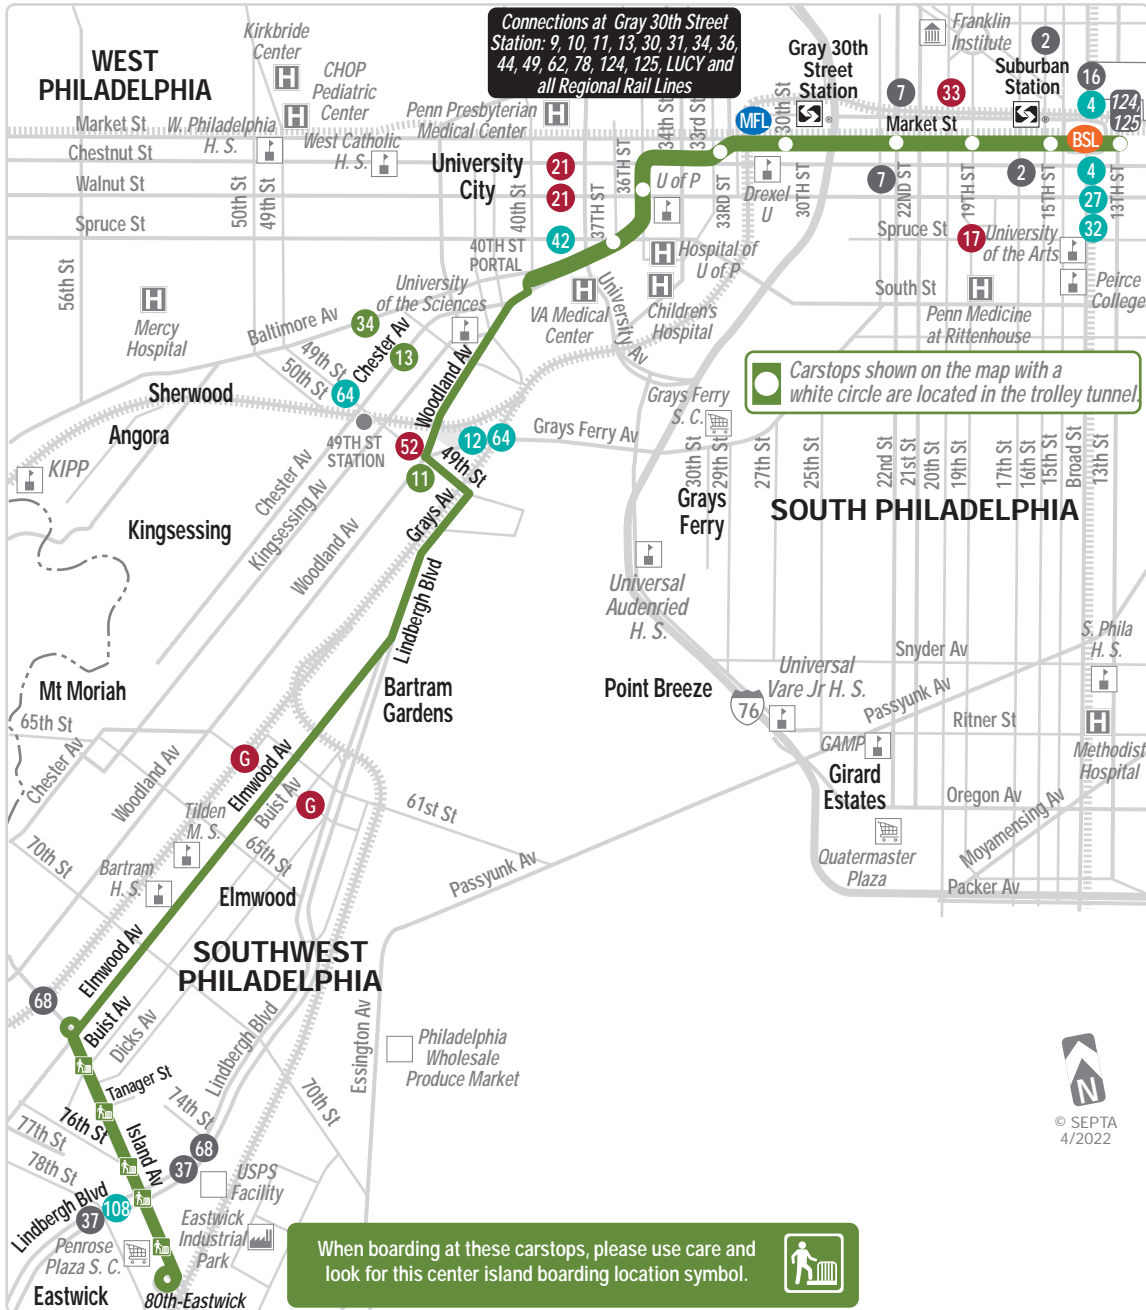 Connections at Gray 30th Street
Station: 9, 10, 11, 13, 30, 31, 34, 36,
44, 49, 62, 78, 124, 125, LUCY and
all Regional Rail Lines
WEST
PHILADELPHIA
Kirkbride
Center
CHOP
Pediatric
Center
Penn Presbyterian
Medical Center
W. Philadelphia
H. S.
West Catholic
H. S.
University
City
Market St
Chestnut St
Walnut St
Spruce St
56th St
50th St
49th St
40th St
40TH ST
PORTAL
37TH ST
36TH ST
34th St
33rd St
33RD ST
30th St
30TH ST
MFL
Gray 30th
Street
Station
®
Franklin
Institute
Suburban
Station
®
2
16
4
124
125
7
33
Market St
BSL
7
22ND ST
19TH ST
2
15TH ST
13TH ST
4
27
32
21
21
42
U of P
Drexel
U
Spruce St
17
University
of the Arts
Hospital of
U of P
Children's
Hospital
VA Medical
Center
University Av
South St
Peirce
College
Penn Medicine
at Rittenhouse
University
of the Sciences
Mercy
Hospital
Baltimore Av
34
Chester Av
13
49th St
50th St
64
Woodland Av
Sherwood
Angora
KIPP
49TH ST
STATION
52
12
64
49th St
11
Grays Av
Grays Ferry Av
Grays Ferry
S. C.
Carstops shown on the map with a
white circle are located in the trolley tunnel.
30th St
29th St
27th St
25th St
22nd St
21st St
20th St
19th St
17th St
16th St
15th St
Broad St
13th St
Grays
Ferry
SOUTH PHILADELPHIA
Kingsessing
Chester Av
Kingsessing Av
Woodland Av
Lindbergh Blvd
Universal
Audenried
H. S.
Mt Moriah
Bartram
Gardens
Point Breeze
Universal
Vare Jr H. S.
76
Snyder Av
S. Phila
H. S.
Passyunk Av
Ritner St
GAMP
Girard
Estates
Methodist
Hospital
Oregon Av
Moyamensing Av
Quatermaster
Plaza
Packer Av
65th St
Chester Av
Woodland Av
G
Elmwood Av
Buist Av
G
61st St
Tilden
M. S.
65th St
70th St
Bartram
H. S.
Elmwood
Passyunk Av
SOUTHWEST
PHILADELPHIA
Elmwood Av
68
Buist Av
Dicks Av
Lindbergh Blvd
Essington Av
Philadelphia
Wholesale
Produce Market
70th St
Tanager St
74th St
76th St
77th St
78th St
Island Av
68
37
USPS
Facility
Lindbergh Blvd
108
37
Penrose
Plaza S. C.
Eastwick
Industrial
Park
Eastwick
80th-Eastwick
When boarding at these carstops, please use care and
look for this center island boarding location symbol.
N
© SEPTA
4/2022